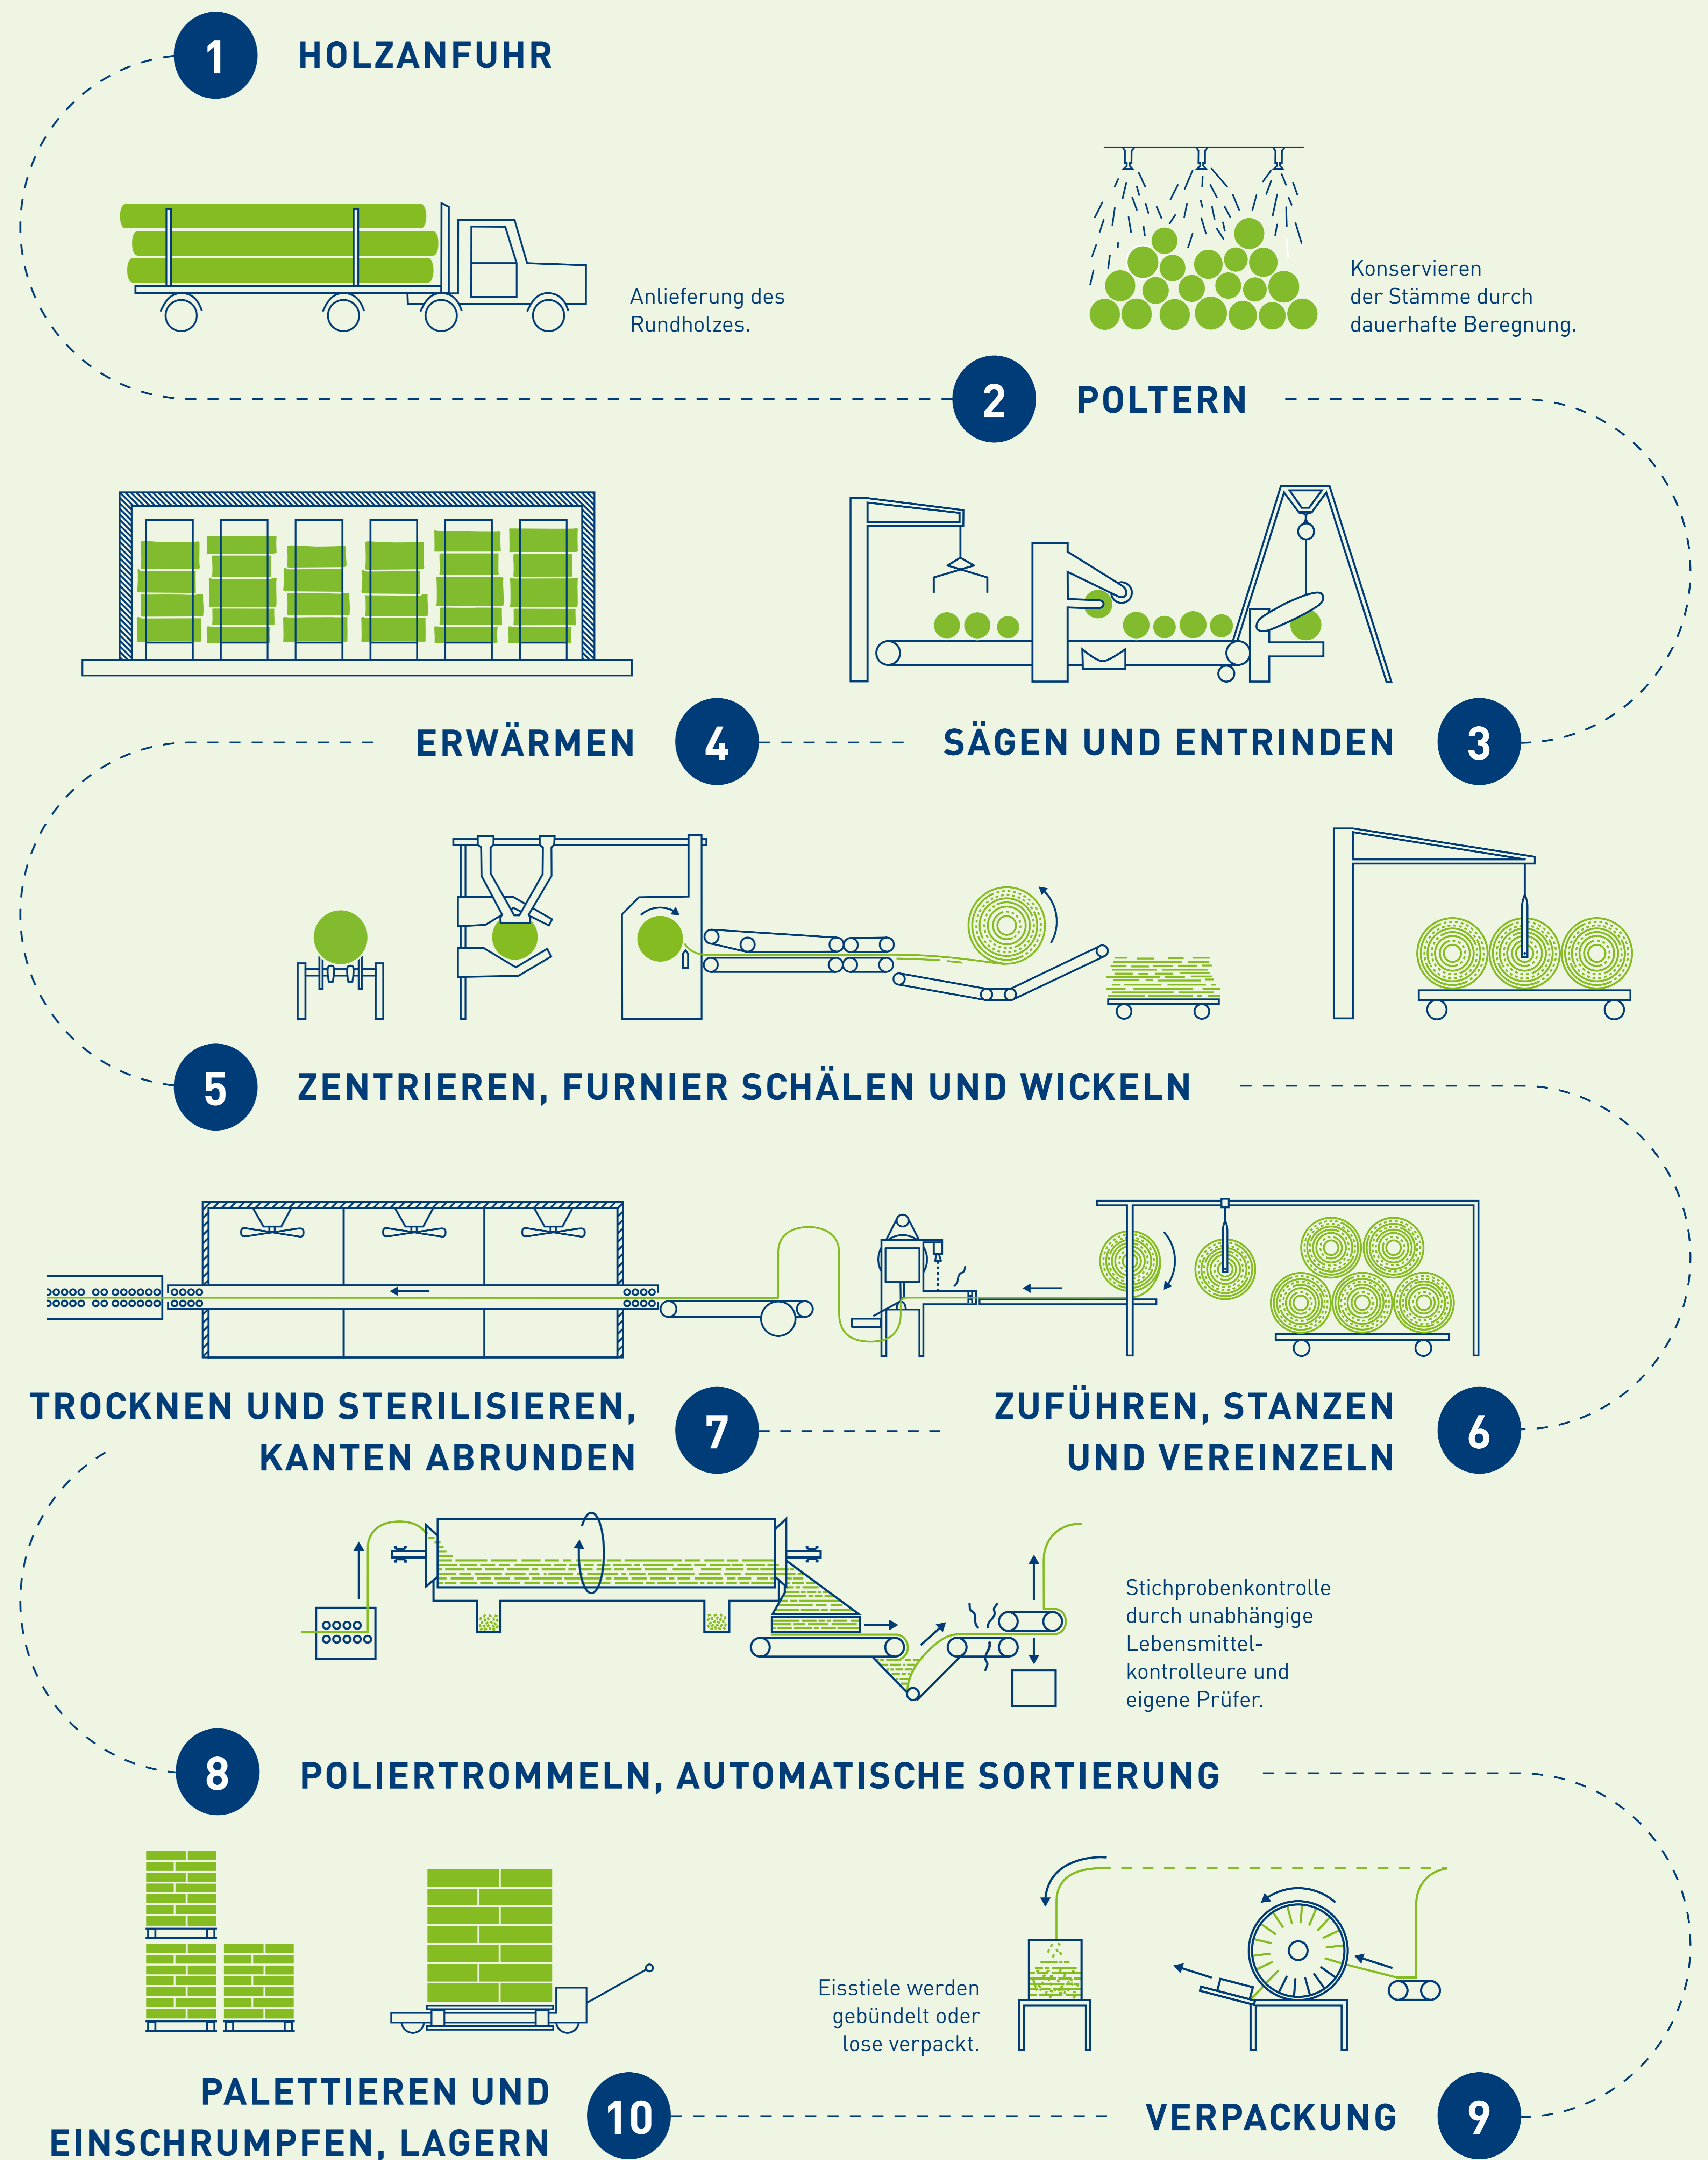 1
HOLZANFUHR
Anlieferung des
Rundholzes.
Konservieren
der Stämme durch
dauerhafte Beregnung.
2
POLTERN
SÄGEN UND ENTRINDEN
3
ERWÄRMEN
4
5
ZENTRIEREN, FURNIER SCHÄLEN UND WICKELN
ZUFÜHREN, STANZEN
UND VEREINZELN
6
TROCKNEN UND STERILISIEREN,
KANTEN ABRUNDEN
7
Stichprobenkontrolle
durch unabhängige
Lebensmittel-
kontrolleure und
eigene Prüfer.
8
POLIERTROMMELN, AUTOMATISCHE SORTIERUNG
Eisstiele werden
gebündelt oder
lose verpackt.
VERPACKUNG
9
PALETTIEREN UND
EINSCHRUMPFEN, LAGERN
10